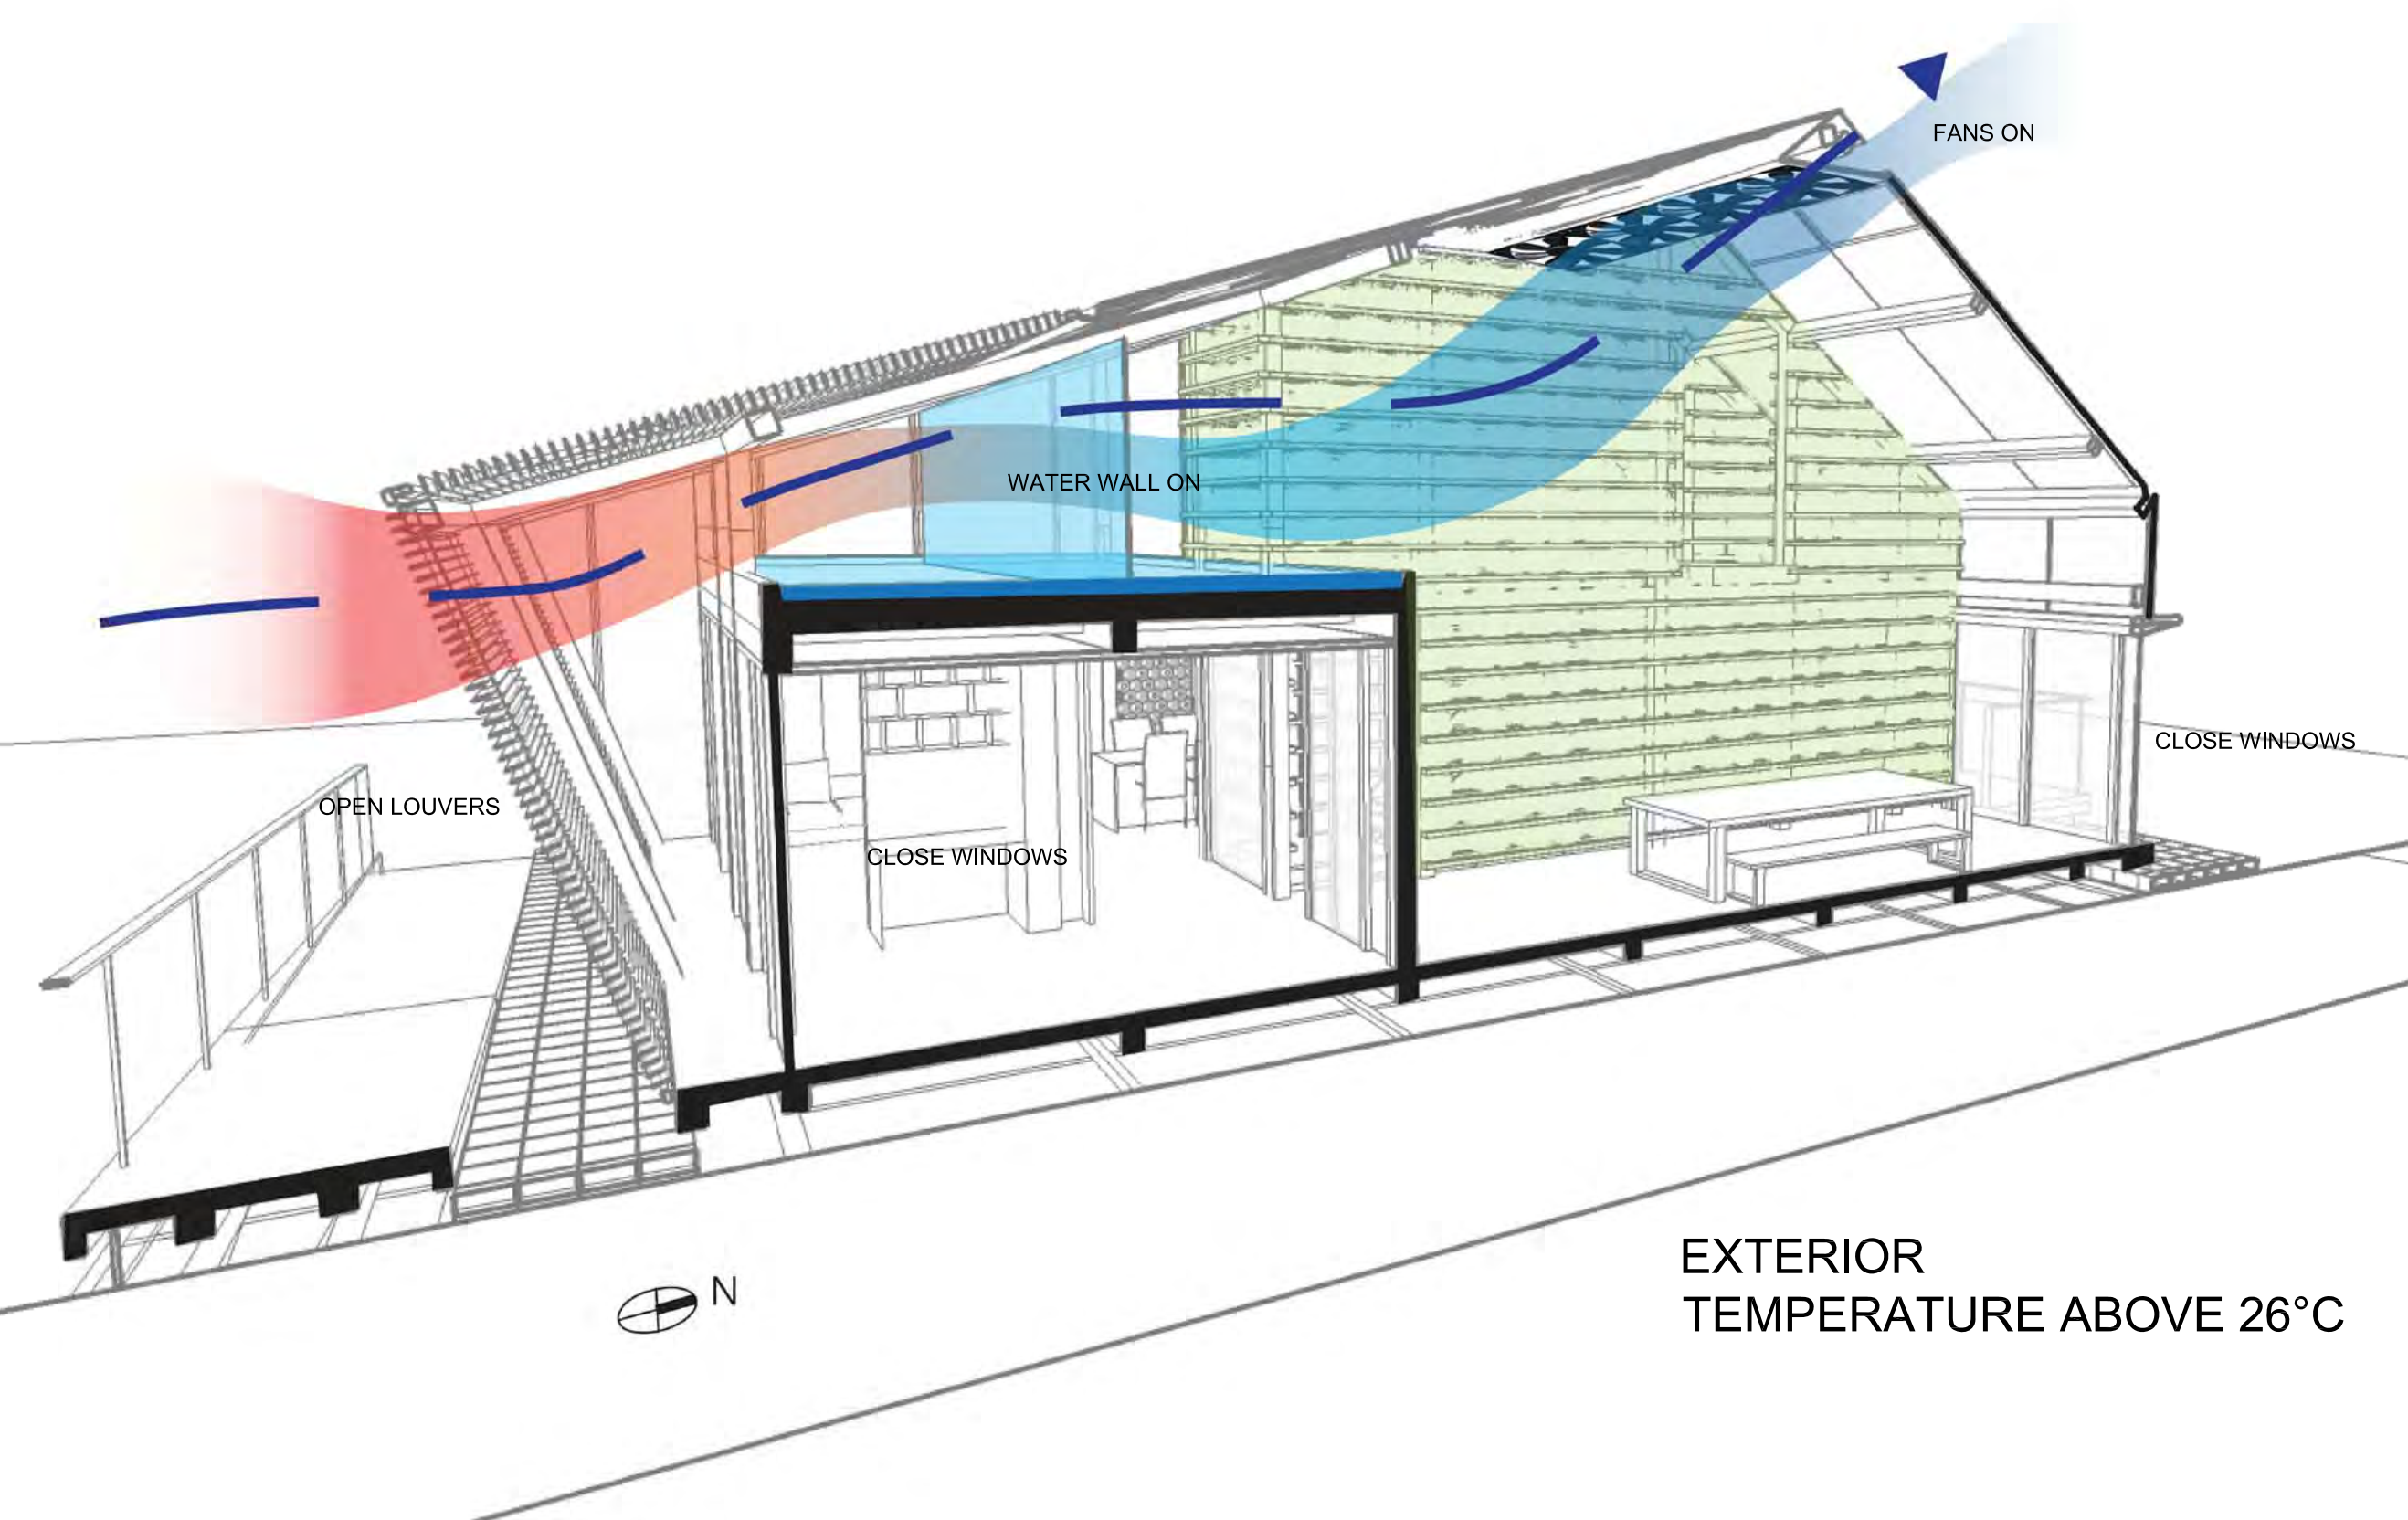 FANS ON
WATER WALL ON
CLOSE WINDOWS
OPEN LOUVERS
CLOSE WINDOWS
N
EXTERIOR
TEMPERATURE ABOVE 26°C